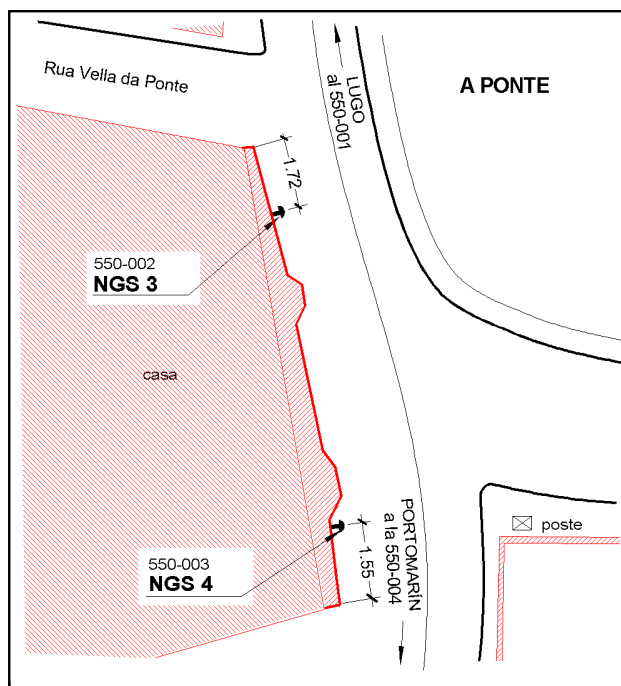 Rua Vella da Ponte
LUGO
al 550-001
A PONTE
1.72
550-002
NGS 3
casa
PORTOMARÍN
a la 550-004
poste
550-003
NGS 4
1.55